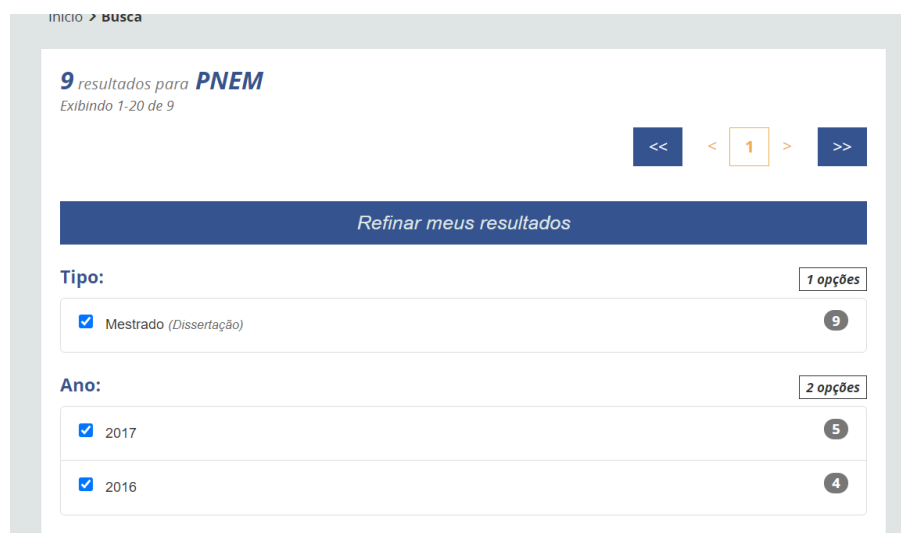 Início > Busca
9 resultados para PNEM
Exibindo 1-20 de 9
<< < 1 > >>
Refinar meus resultados
Tipo:
1 opções
Mestrado (Dissertação)
9
Ano:
2 opções
2017
5
2016
4